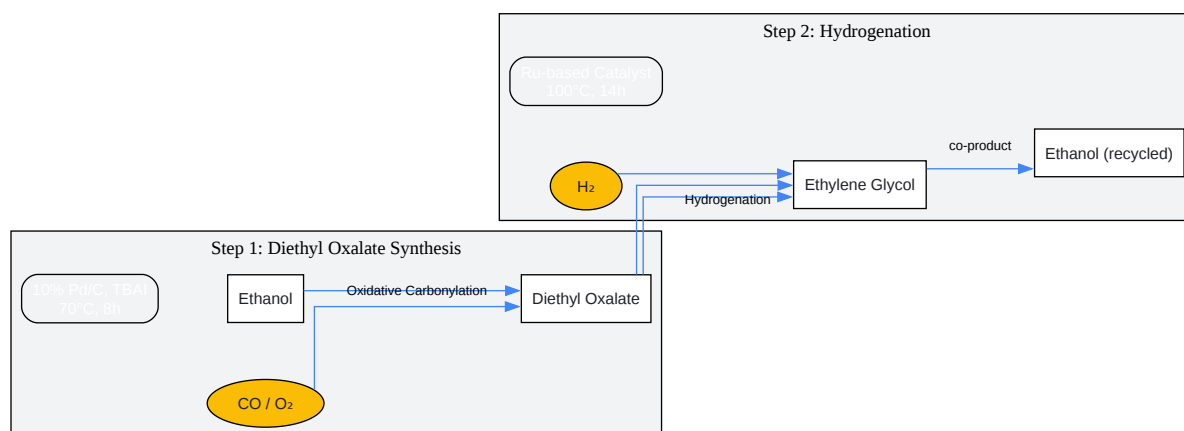 Step 2: Hydrogenation
Ru-based Catalyst
100°C, 14h
co-product
Ethanol (recycled)
H₂
Ethylene Glycol
Hydrogenation
Step 1: Diethyl Oxalate Synthesis
10% Pd/C, TBAI
70°C, 8h
Ethanol
Oxidative Carbonylation
Diethyl Oxalate
CO / O₂